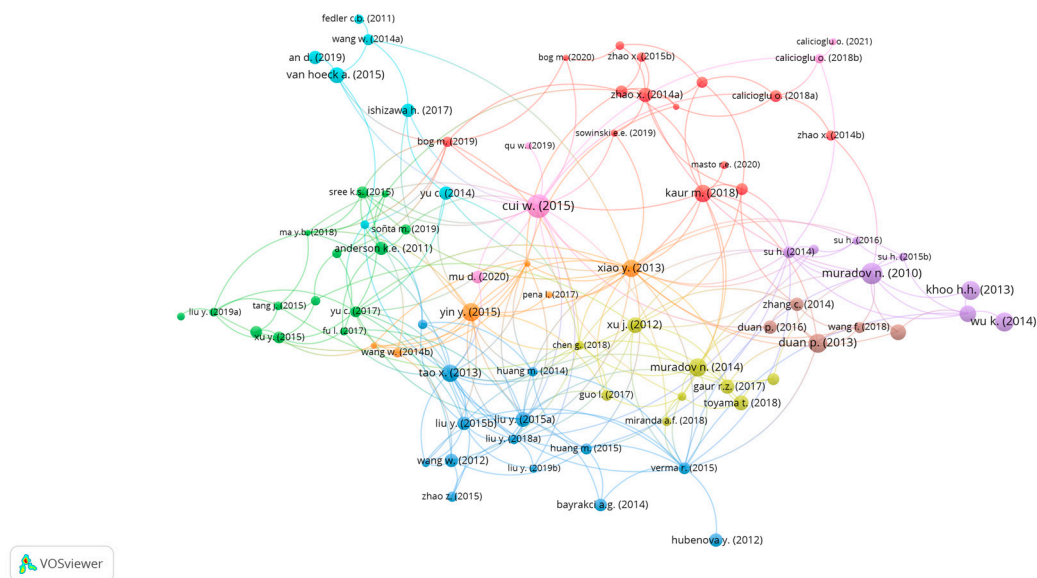 fedler c.b. (2011)
wang w. (2014a)
calicioglu o. (2021)
an d. (2019)
bog m. (2020)
zhao x. (2015b)
calicioglu o. (2018b)
van hoeck a. (2015)
zhao x. (2014a)
calicioglu o. (2018a)
ishizawa h. (2017)
sowinski e.e. (2019)
zhao x. (2014b)
bog m. (2019)
qu w. (2019)
masto r.e. (2020)
sree k.s. (2015)
yu c. (2014)
kaur m. (2018)
cui w. (2015)
ma y.b. (2018)
sońta m. (2019)
su h. (2016)
anderson k.e. (2011)
su h. (2014)
su h. (2015b)
mu d. (2020)
xiao y. (2013)
muradov n. (2010)
khoo h.h. (2013)
pena l. (2017)
tang j. (2015)
liu y. (2019a)
yu c. (2017)
yin y. (2015)
zhang c. (2014)
wu k. (2014)
xu j. (2012)
duan p. (2016)
wang f. (2018)
fu l. (2017)
xu y. (2015)
chen g. (2018)
duan p. (2013)
wang w. (2014b)
tao x. (2013)
huang m. (2014)
muradov n. (2014)
gaur r.z. (2017)
guo l. (2017)
toyama t. (2018)
liu y. (2015b)
liu y. (2015a)
miranda a.f. (2018)
liu y. (2018a)
huang m. (2015)
wang w. (2012)
liu y. (2019b)
verma r. (2015)
zhao z. (2015)
bayrakci a.g. (2014)
hubenova y. (2012)
VOSviewer